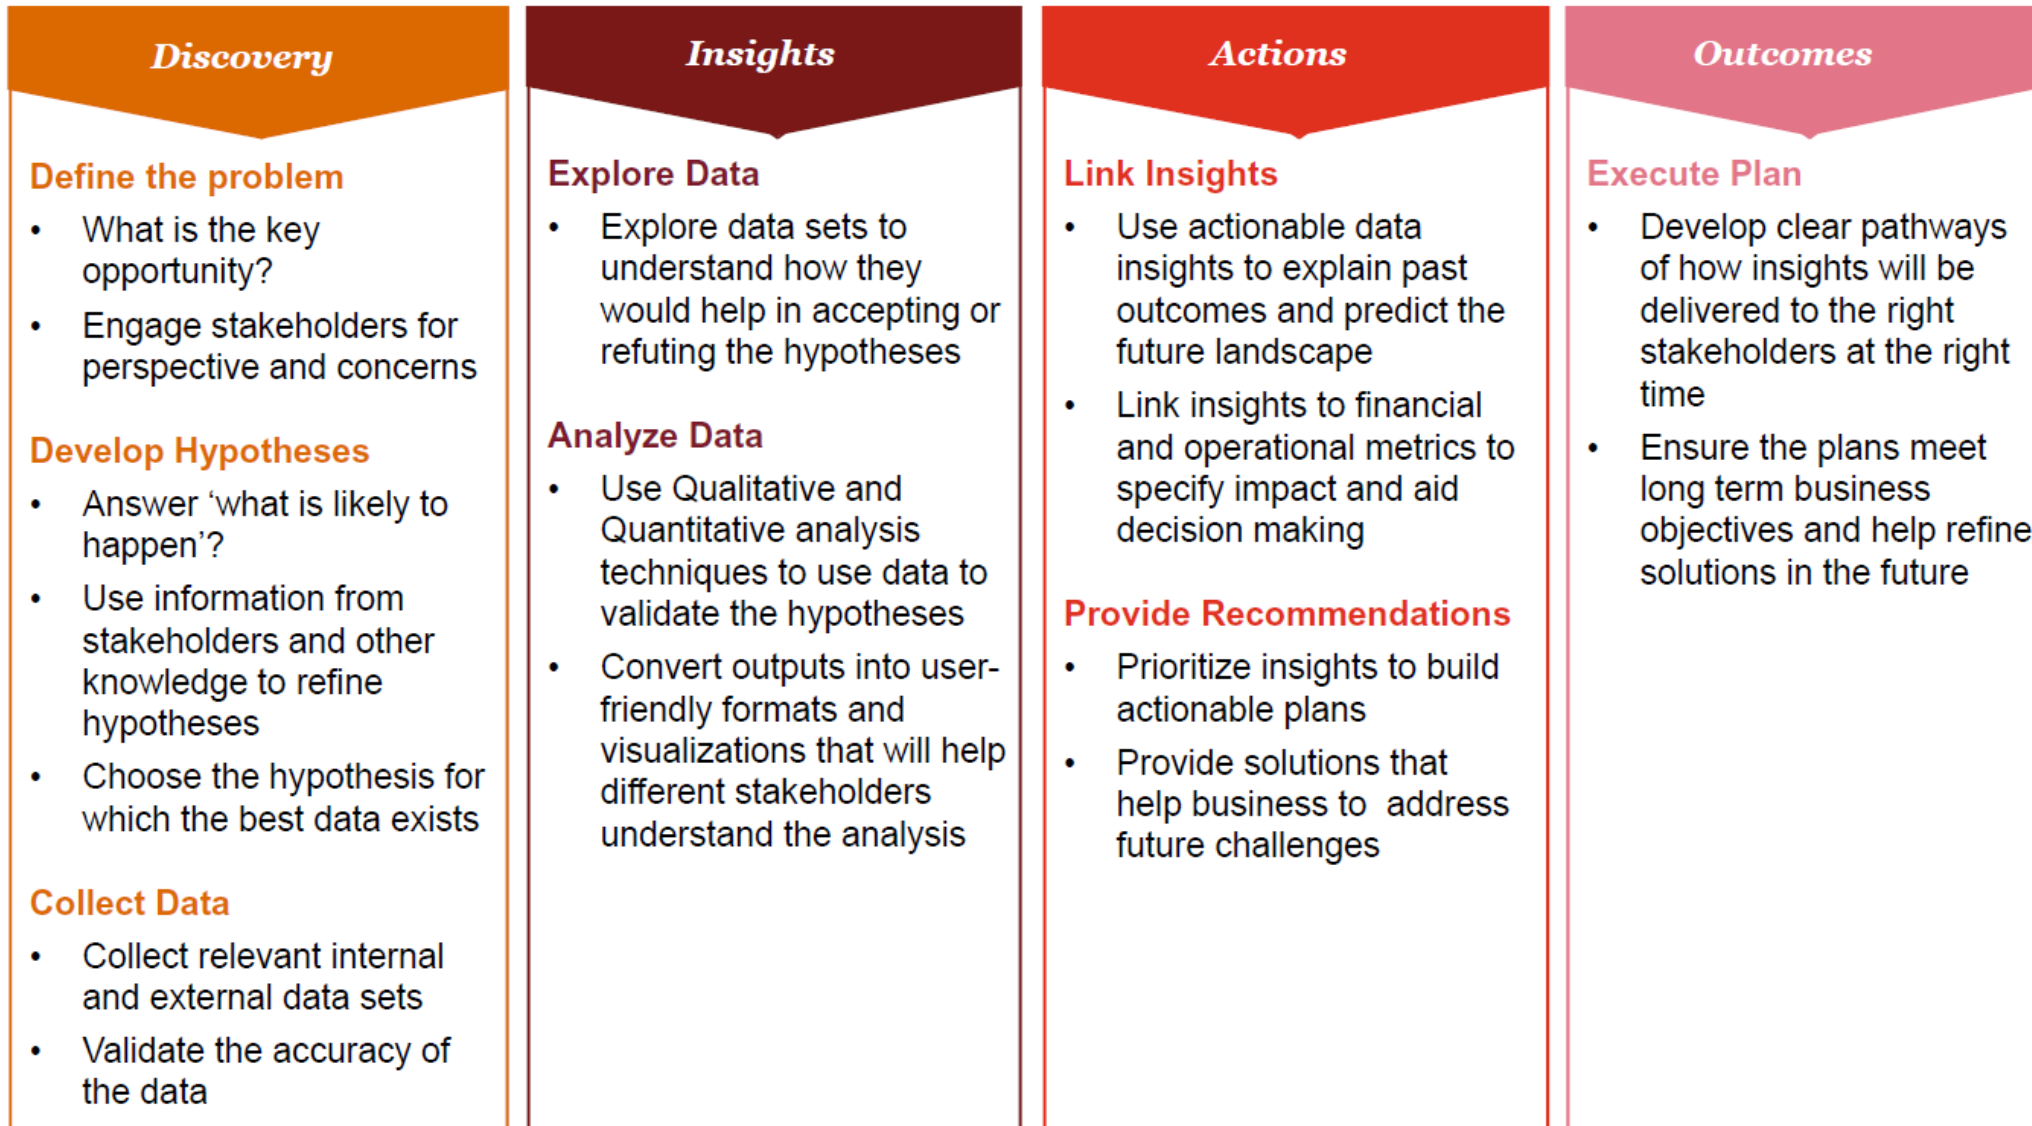 Discovery
Define the problem
• What is the key
opportunity?
• Engage stakeholders for
perspective and concerns
Develop Hypotheses
• Answer ‘what is likely to
happen’?
• Use information from
stakeholders and other
knowledge to refine
hypotheses
• Choose the hypothesis for
which the best data exists
Collect Data
• Collect relevant internal
and external data sets
• Validate the accuracy of
the data
Insights
Explore Data
• Explore data sets to
understand how they
would help in accepting or
refuting the hypotheses
Analyze Data
• Use Qualitative and
Quantitative analysis
techniques to use data to
validate the hypotheses
• Convert outputs into user-
friendly formats and
visualizations that will help
different stakeholders
understand the analysis
Actions
Link Insights
• Use actionable data
insights to explain past
outcomes and predict the
future landscape
• Link insights to financial
and operational metrics to
specify impact and aid
decision making
Provide Recommendations
• Prioritize insights to build
actionable plans
• Provide solutions that
help business to  address
future challenges
Outcomes
Execute Plan
• Develop clear pathways
of how insights will be
delivered to the right
stakeholders at the right
time
• Ensure the plans meet
long term business
objectives and help refine
solutions in the future